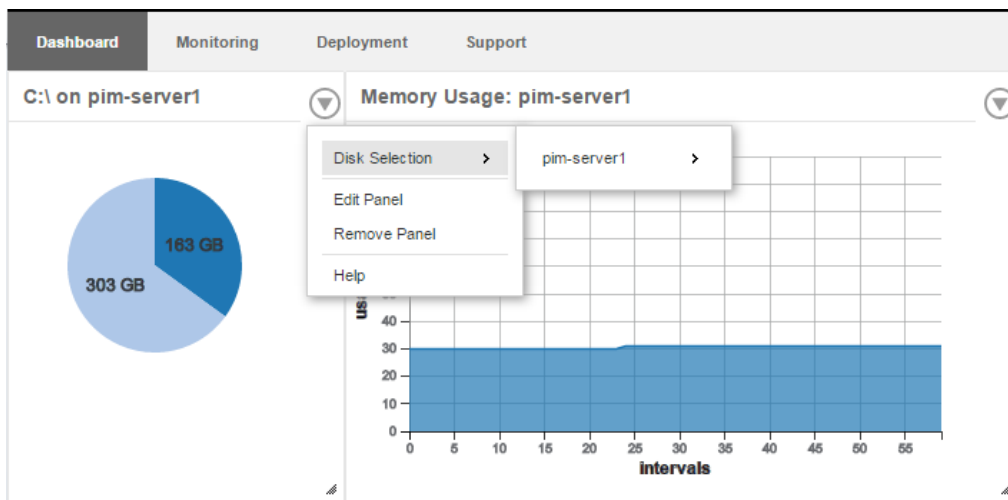 Dashboard Monitoring Deployment Support
C:\ on pim-server1
Memory Usage: pim-server1
Disk Selection
pim-server1
Edit Panel
Remove Panel
Help
163 GB
303 GB
40
30
20
10
0
0 5 10 15 20 25 30 35 40 45 50 55
intervals